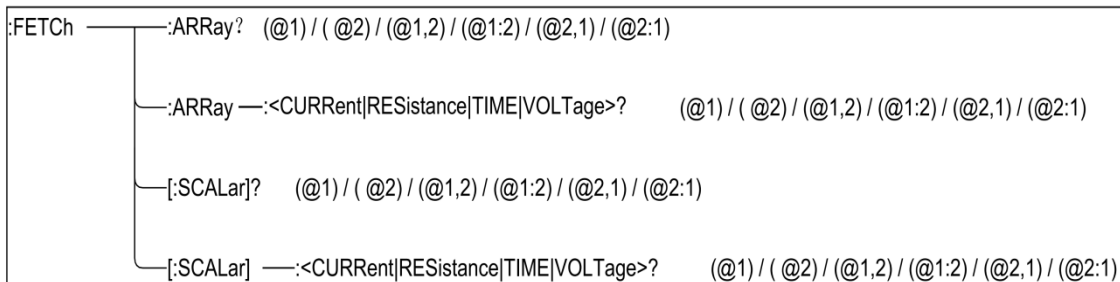 :FETCh :ARRay? (@1) / ( @2) / (@1,2) / (@1:2) / (@2,1) / (@2:1)
:ARRay :<CURRent|RESistance|TIME|VOLTage>? (@1) / ( @2) / (@1,2) / (@1:2) / (@2,1) / (@2:1)
[:SCALar]? (@1) / ( @2) / (@1,2) / (@1:2) / (@2,1) / (@2:1)
[:SCALar] :<CURRent|RESistance|TIME|VOLTage>? (@1) / ( @2) / (@1,2) / (@1:2) / (@2,1) / (@2:1)